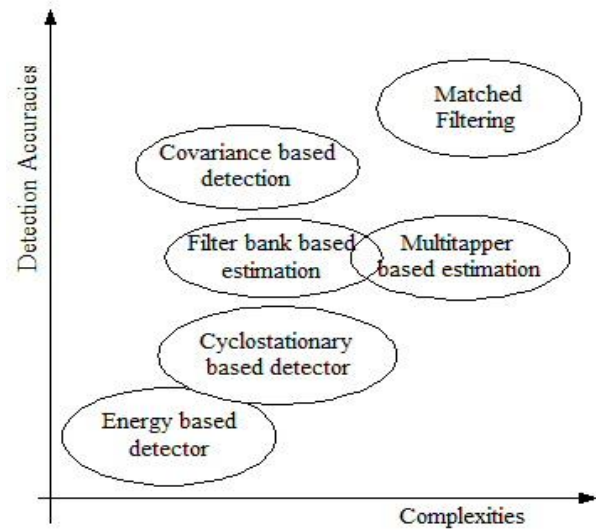 Detection Accuracies
Matched
Filtering
Covariance based
detection
Filter bank based
estimation
Multitapper
based estimation
Cyclostationary
based detector
Energy based
detector
Complexities